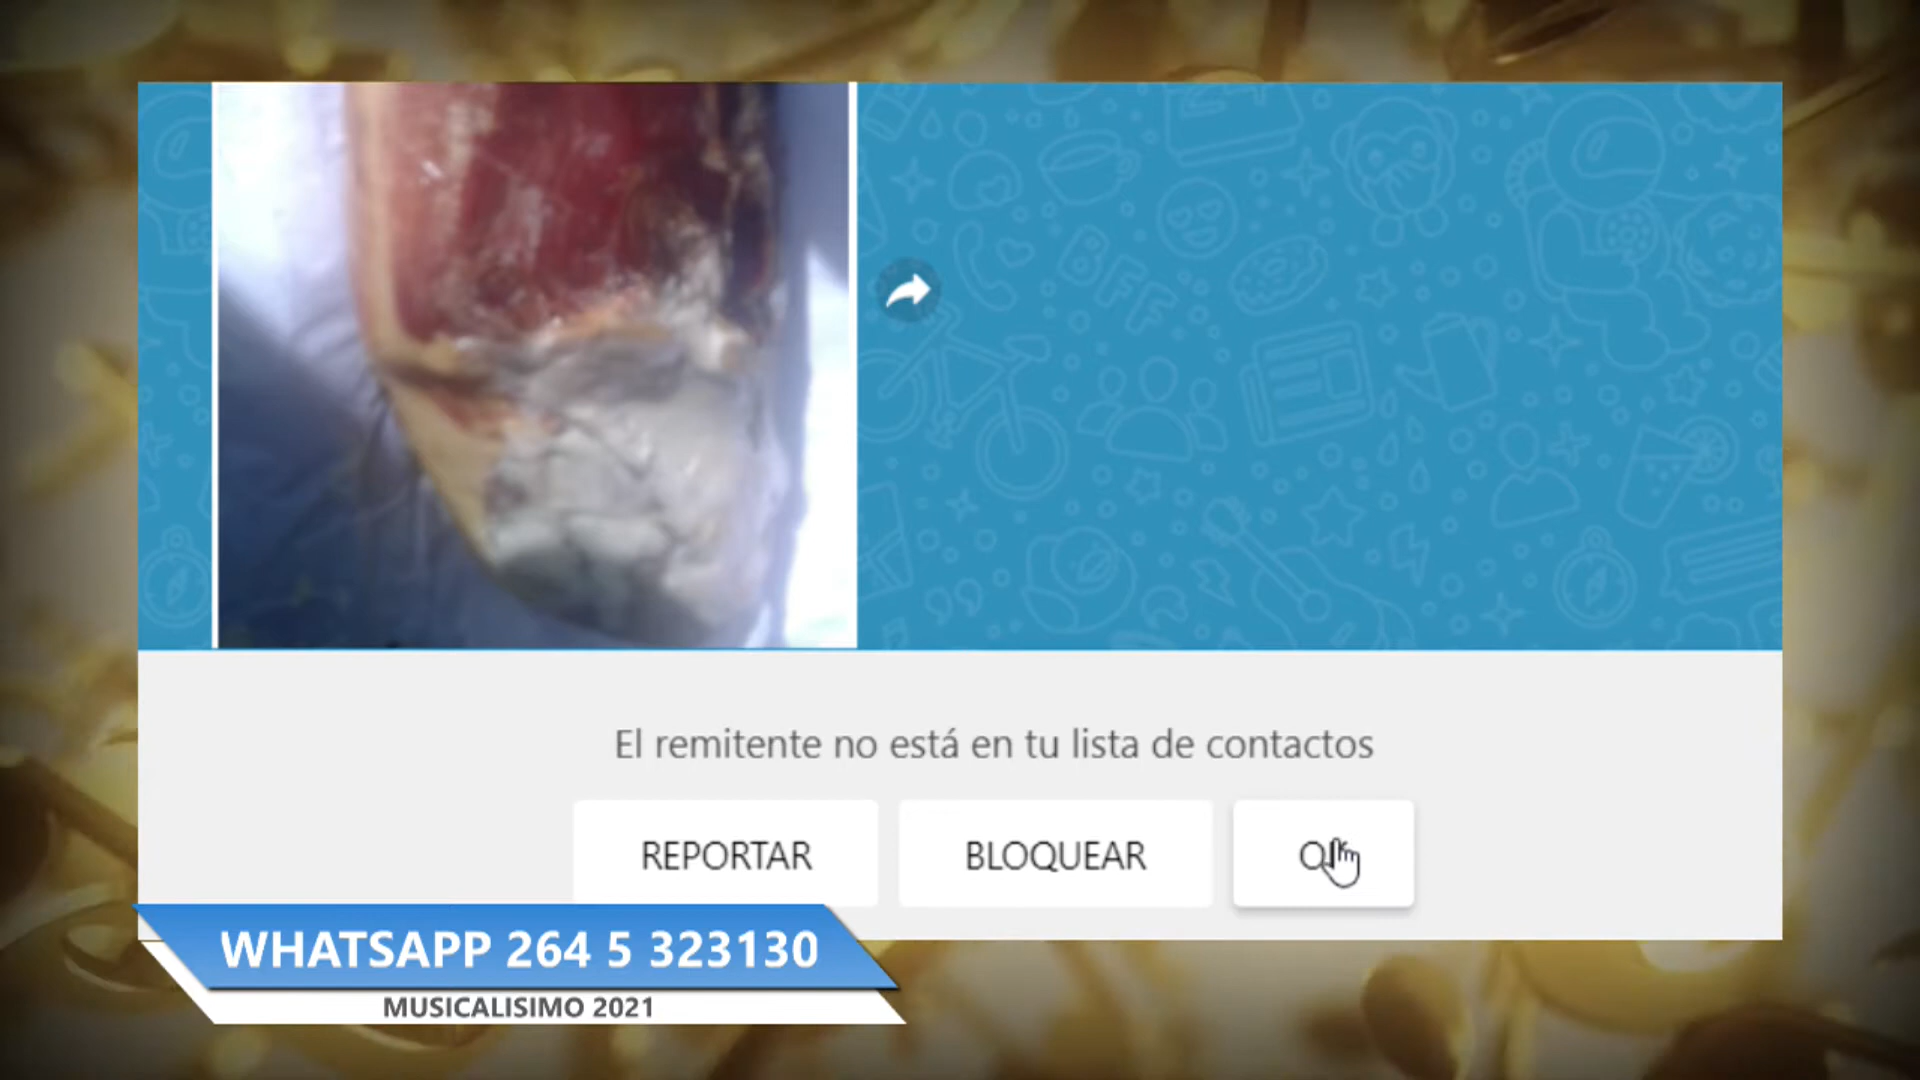 El remitente no está en tu lista de contactos
REPORTAR
BLOQUEAR
WHATSAPP 264 5 323130
MUSICALISIMO 2021